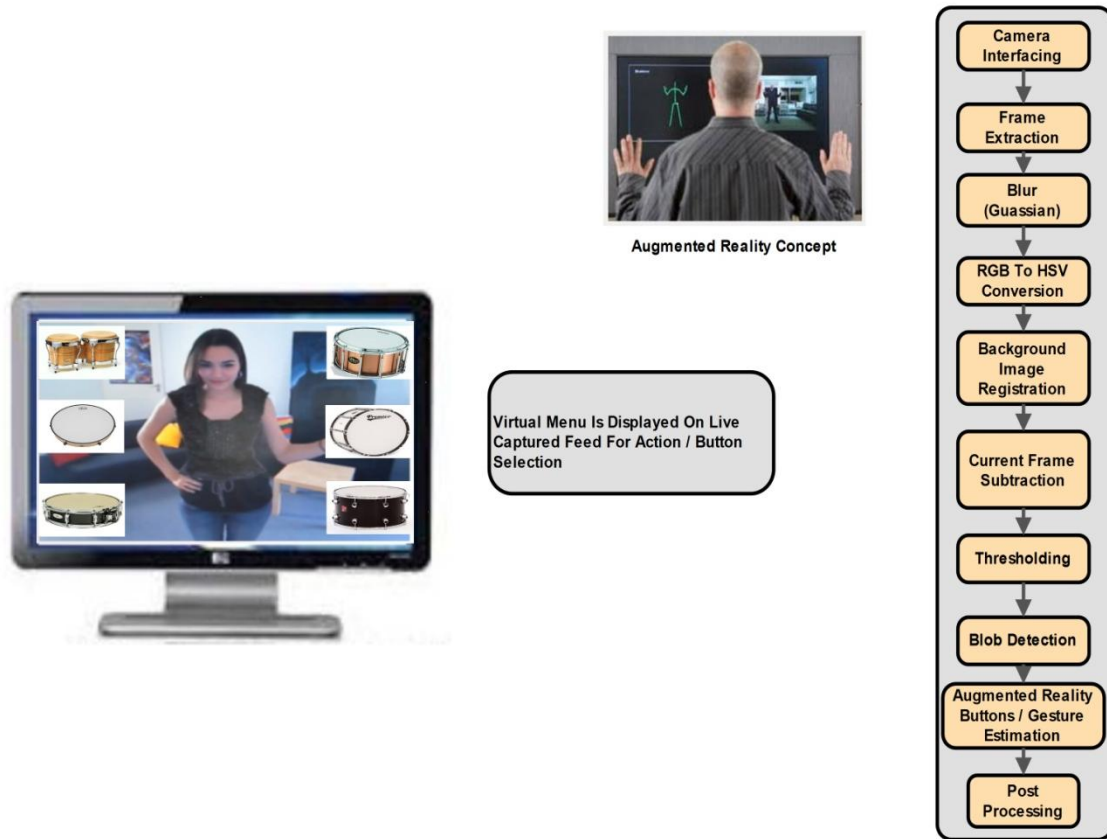 Augmented Reality Concept
Virtual Menu Is Displayed On Live
Captured Feed For Action / Button
Selection
Camera
Interfacing
Frame
Extraction
Blur
(Guassian)
RGB To HSV
Conversion
Background
Image
Registration
Current Frame
Subtraction
Thresholding
Blob Detection
Augmented Reality
Buttons / Gesture
Estimation
Post
Processing